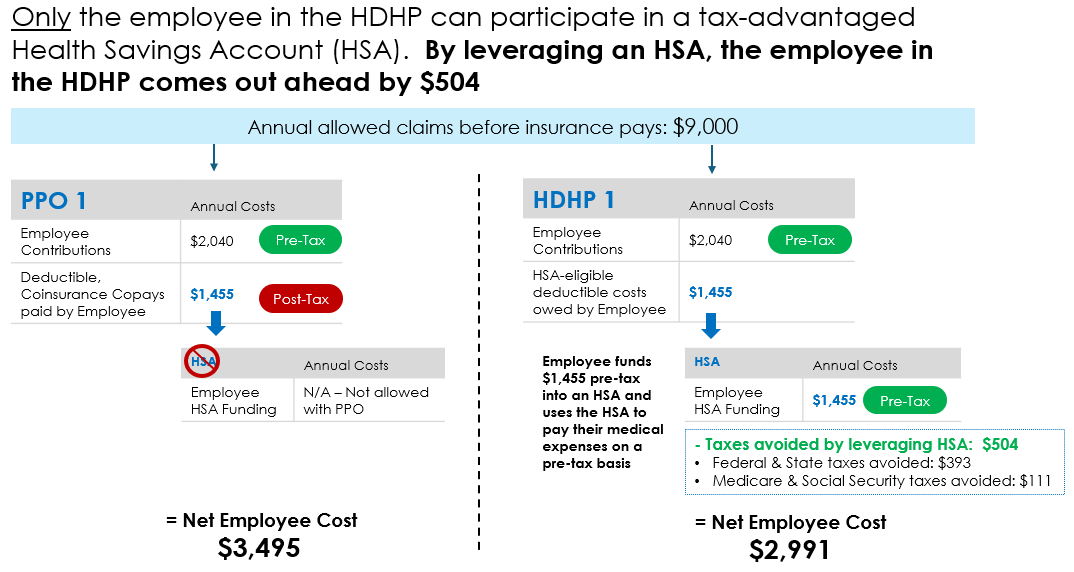 Only the employee in the HDHP can participate in a tax-advantaged
Health Savings Account (HSA).  By leveraging an HSA, the employee in
the HDHP comes out ahead by $504
Annual allowed claims before insurance pays: $9,000
PPO 1
Annual Costs
Employee
Contributions
$2,040
Pre-Tax
Deductible,
Coinsurance Copays
paid by Employee
$1,455
Post-Tax
HSA
Annual Costs
Employee
HSA Funding
N/A – Not allowed
with PPO
= Net Employee Cost
$3,495
HDHP 1
Annual Costs
Employee
Contributions
$2,040
Pre-Tax
HSA-eligible
deductible costs
owed by Employee
$1,455
Employee funds
$1,455 pre-tax
into an HSA and
uses the HSA to
pay their medical
expenses on a
pre-tax basis
HSA
Annual Costs
Employee
HSA Funding
$1,455
Pre-Tax
- Taxes avoided by leveraging HSA:  $504
• Federal & State taxes avoided: $393
• Medicare & Social Security taxes avoided: $111
= Net Employee Cost
$2,991